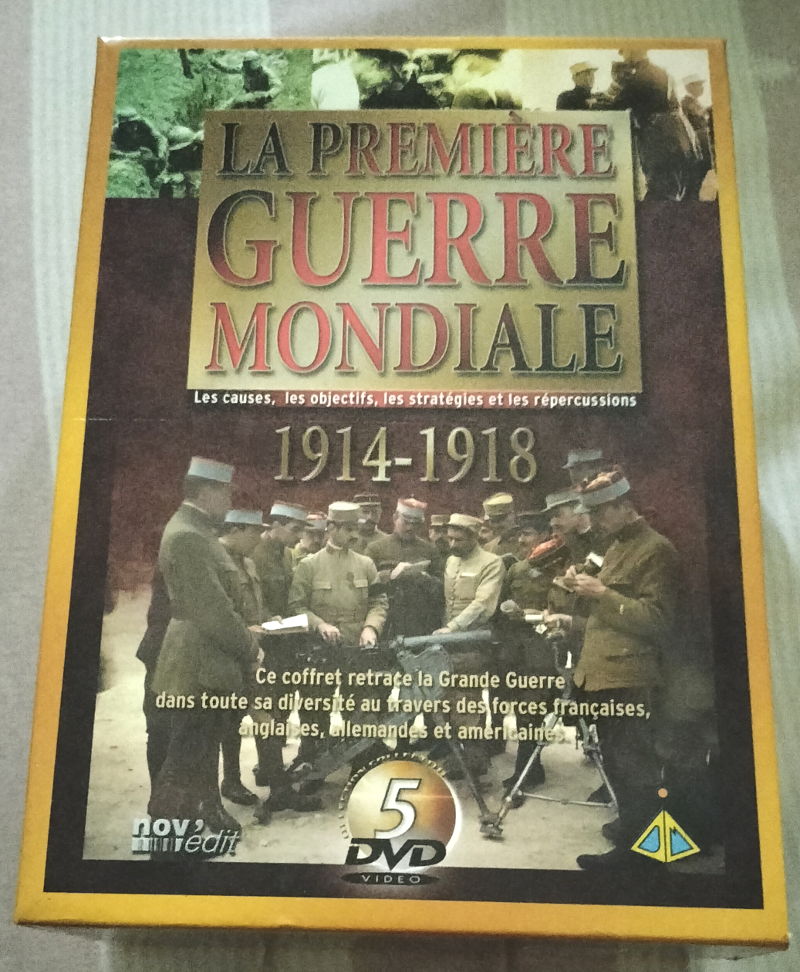 LA PREMIÈRE
GUERRE
MONDIALE
Les causes, les objectifs, les stratégies et les répercussions
1914-1918
Ce coffret retrace la Grande Guerre
dans toute sa diversité au travers des forces françaises,
anglaises, allemandes et américaines.
5
DVD
VIDEO
nov'
édit
JM